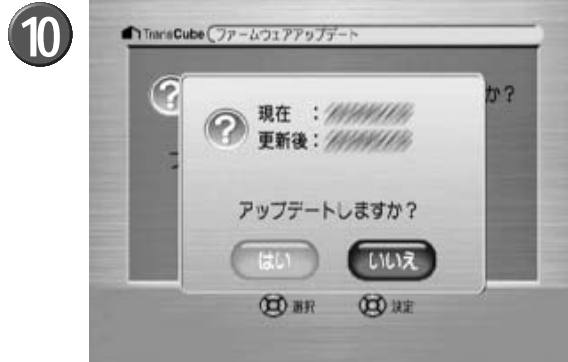 10
TransCube ファームウェアアップデート
か？
現在 ：
更新後：
アップデートしますか？
はい いいえ
選択 決定